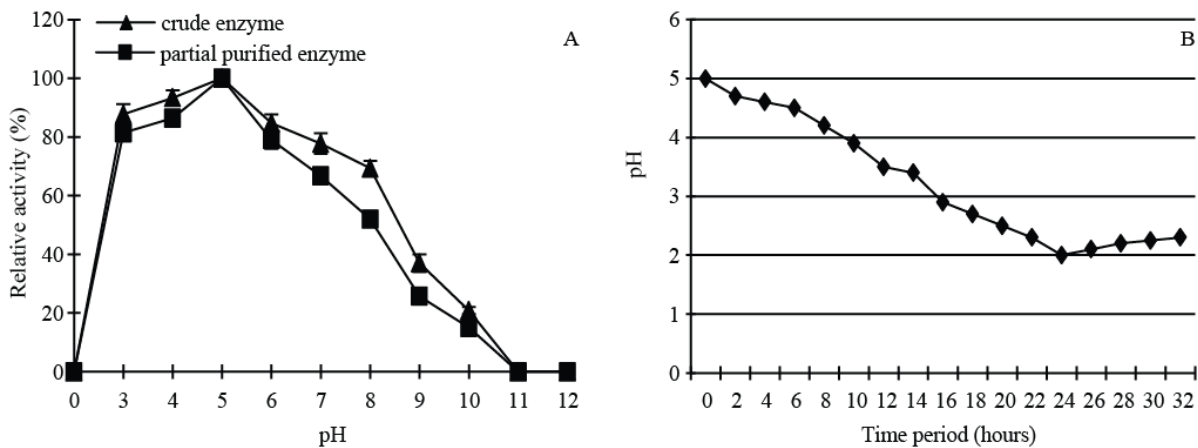 120
100
80
60
40
20
0
Relative activity (%)
crude enzyme
partial purified enzyme
A
0 3 4 5 6 7 8 9 10 11 12
pH
6
5
4
3
2
1
0
pH
B
0 2 4 6 8 10 12 14 16 18 20 22 24 26 28 30 32
Time period (hours)